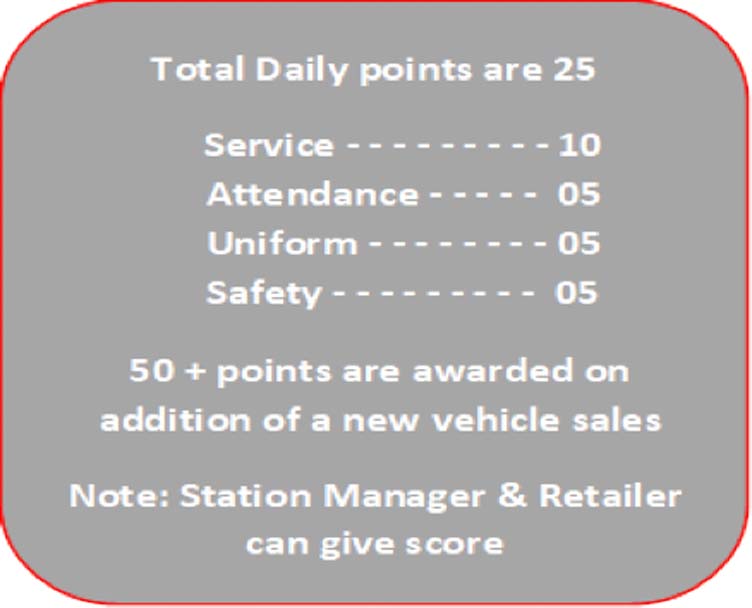 Total Daily points are 25
Service - - - - - - - - - 10
Attendance - - - - - 05
Uniform - - - - - - - - 05
Safety - - - - - - - - - 05
50 + points are awarded on
addition of a new vehicle sales
Note: Station Manager & Retailer
can give score